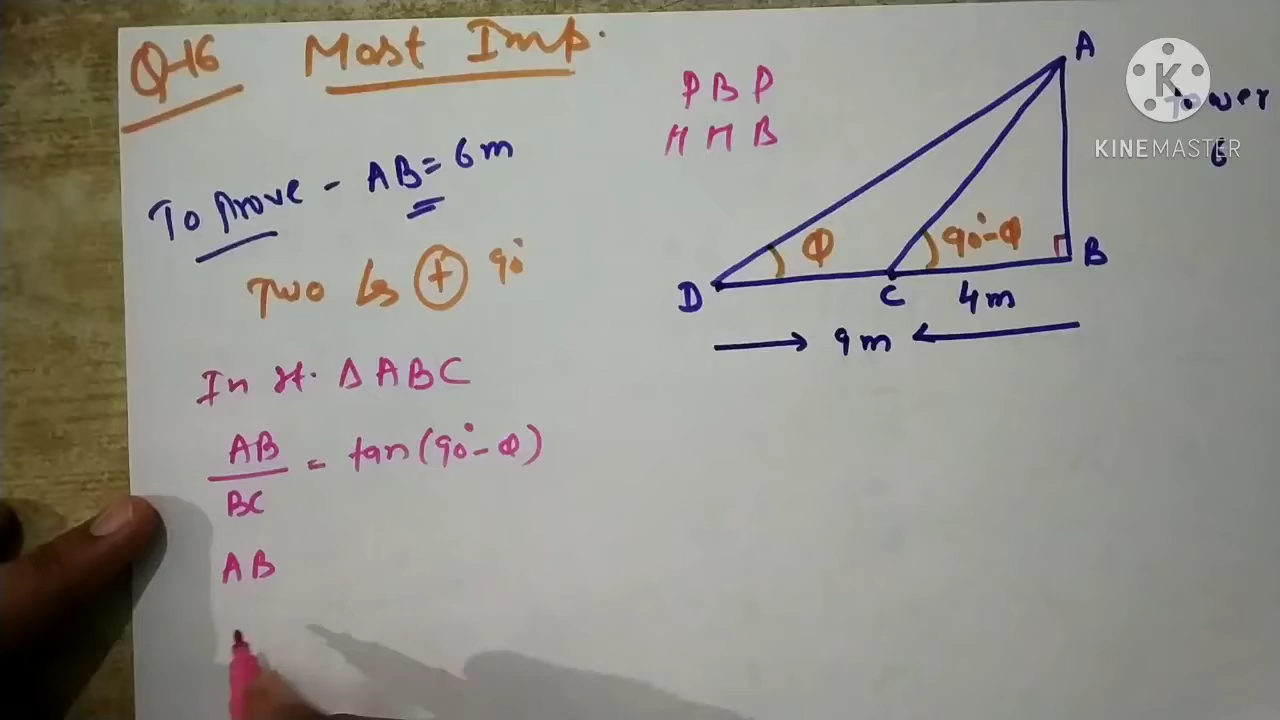 Q-16 Most Imp.
P B P
H H B
A
K
tower
KINEMASTER
6
To Prove - AB = 6m
Two ∠s + 90°
φ
90°-φ
B
D
C
4m
9m
In rt. Δ ABC
AB
BC
= tan(90°-φ)
AB